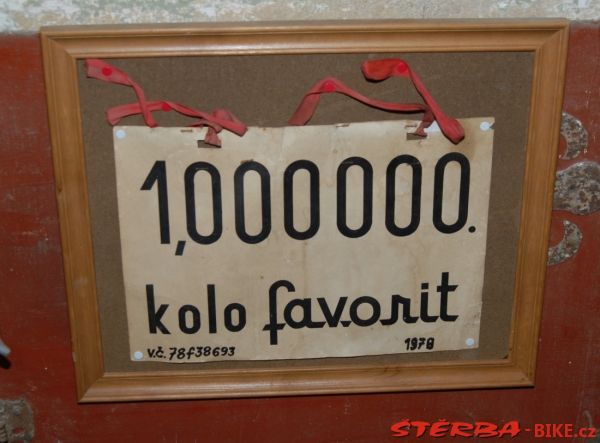 1,000000.
kolo favorit
v.č. 78f38693 1978
ŠTĚRBA-BIKE.cz